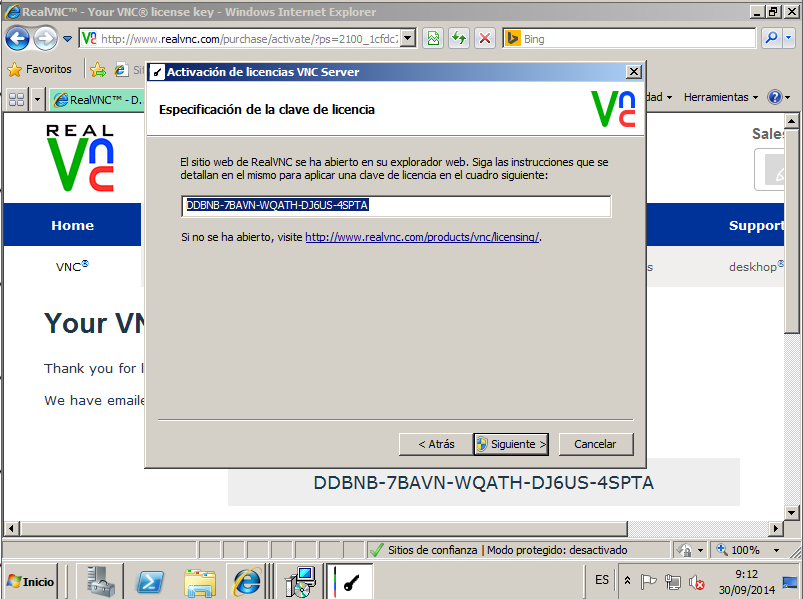 RealVNC™ - Your VNC® license key - Windows Internet Explorer
http://www.realvnc.com/purchase/activate/?ps=2100_1cfdc
Bing
Favoritos
Activación de licencias VNC Server
RealVNC™ - D.
dad
Herramientas
Especificación de la clave de licencia
VNC
REAL
VNC
Sales
El sitio web de RealVNC se ha abierto en su explorador web. Siga las instrucciones que se
detallan en el mismo para aplicar una clave de licencia en el cuadro siguiente:
DDBNB-7BAVN-WQATH-DJ6US-4SPTA
Home
Support
Si no se ha abierto, visite http://www.realvnc.com/products/vnc/licensing/.
VNC®
s
deskhop®
Your VN
Thank you for l
We have emaile
< Atrás
Siguiente >
Cancelar
DDBNB-7BAVN-WQATH-DJ6US-4SPTA
Sitios de confianza | Modo protegido: desactivado
100%
Inicio
ES
9:12
30/09/2014